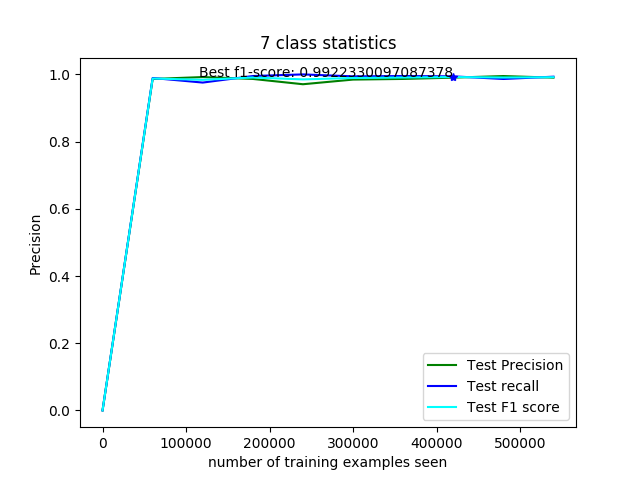 7 class statistics
Best f1-score: 0.9922330097087378
1.0
0.8
0.6
0.4
0.2
0.0
Precision
Test Precision
Test recall
Test F1 score
0 100000 200000 300000 400000 500000
number of training examples seen